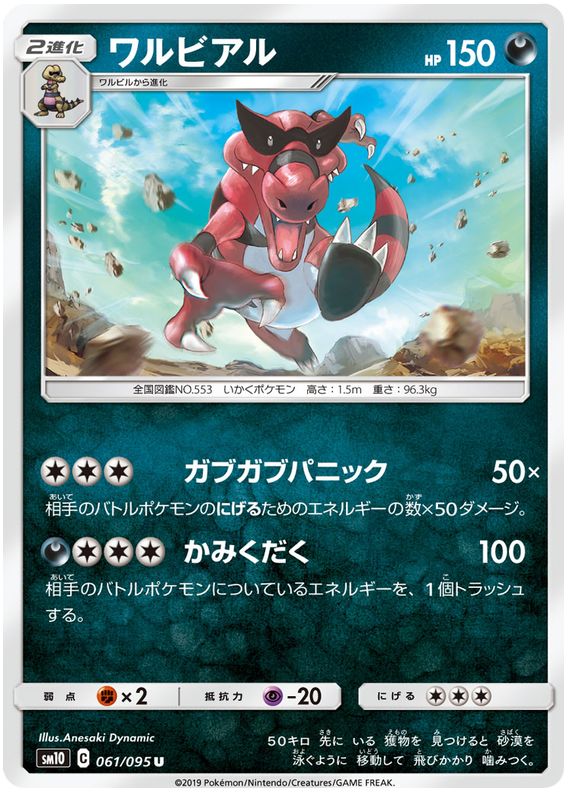 2進化
ワルビアル
HP 150
ワルビルから進化
全国図鑑NO.553 いかくポケモン 高さ:1.5m 重さ:96.3kg
ガブガブパニック 50×
相手のバトルポケモンのにげるためのエネルギーの数×50ダメージ。
かみくだく 100
相手のバトルポケモンについているエネルギーを、1個トラッシュ
する。
弱点 ×2 抵抗力 -20 にげる
Illus.Anesaki Dynamic
SM10 C 061/095 U
50キロ 先に いる 獲物を 見つけると 砂漠を
泳ぐように 移動して 飛びかかり 噛みつく。
©2019 Pokémon/Nintendo/Creatures/GAME FREAK.